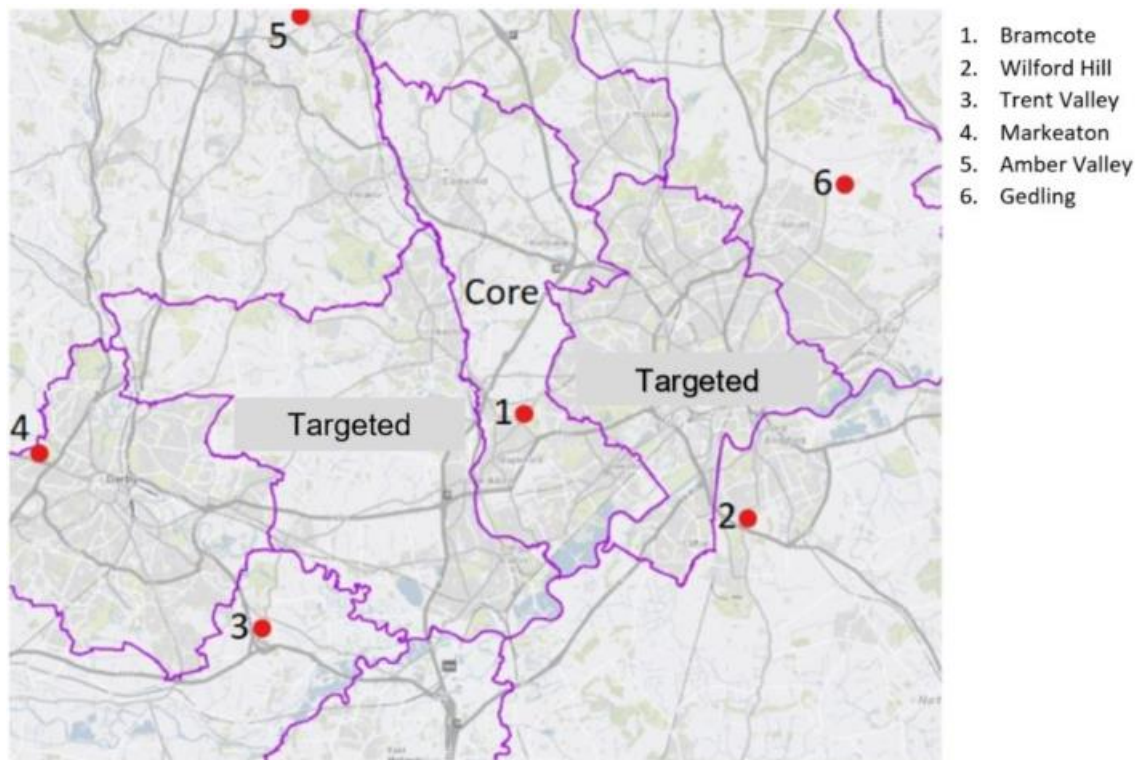 5
1. Bramcote
2. Wilford Hill
3. Trent Valley
4. Markeaton
5. Amber Valley
6. Gedling
6
Core
Targeted
Targeted
1
4
Derby
2
3